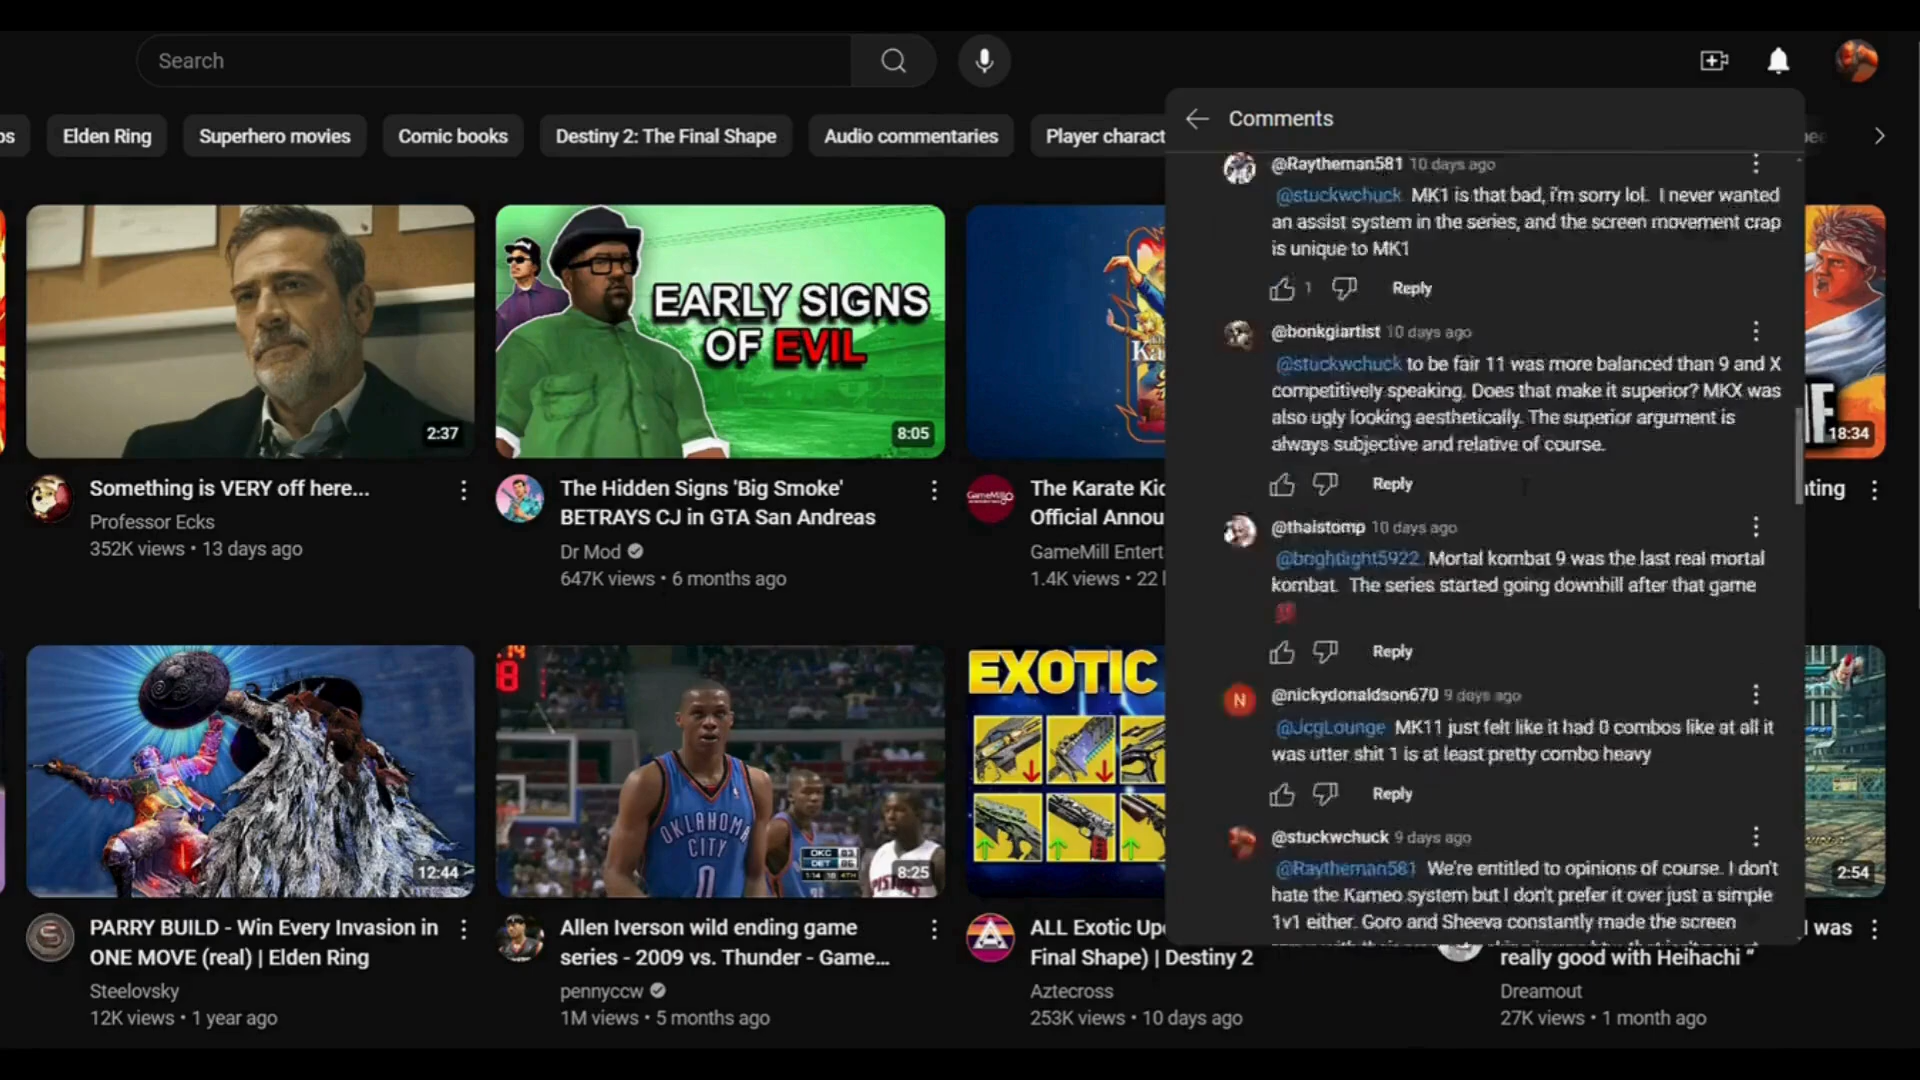 Search
ps
Elden Ring
Superhero movies
Comic books
Destiny 2: The Final Shape
Audio commentaries
Player charact
Comments
@Raytheman581 10 days ago
@stuckwchuck MK1 is that bad, i'm sorry lol. I never wanted
an assist system in the series, and the screen movement crap
is unique to MK1
1
Reply
@bonkgiartist 10 days ago
@stuckwchuck to be fair 11 was more balanced than 9 and X
competitively speaking. Does that make it superior? MKX was
also ugly looking aesthetically. The superior argument is
always subjective and relative of course.
Reply
@thaistomp 10 days ago
@brightlight5922 Mortal kombat 9 was the last real mortal
kombat. The series started going downhill after that game
Reply
@nickydonaldson670 9 days ago
@JcgLounge MK11 just felt like it had 0 combos like at all it
was utter shit 1 is at least pretty combo heavy
Reply
@stuckwchuck 9 days ago
@Raytheman581 We're entitled to opinions of course. I don't
hate the Kameo system but I don't prefer it over just a simple
1v1 either. Goro and Sheeva constantly made the screen
2:37
Something is VERY off here...
Professor Ecks
352K views • 13 days ago
EARLY SIGNS
OF EVIL
8:05
The Hidden Signs 'Big Smoke'
BETRAYS CJ in GTA San Andreas
Dr Mod
647K views • 6 months ago
Ka
GameMill
The Karate Kid
Official Annou
GameMill Entert
1.4K views • 22 l
18:34
ting
12:44
PARRY BUILD - Win Every Invasion in
ONE MOVE (real) | Elden Ring
Steelovsky
12K views • 1 year ago
OKLAHOMA
CITY
0
OKC
DET
8:25
Allen Iverson wild ending game
series - 2009 vs. Thunder - Game...
pennyccw
1M views • 5 months ago
EXOTIC
ALL Exotic Up
Final Shape) | Destiny 2
Aztecross
253K views • 10 days ago
2:54
I was
really good with Heihachi "
Dreamout
27K views • 1 month ago